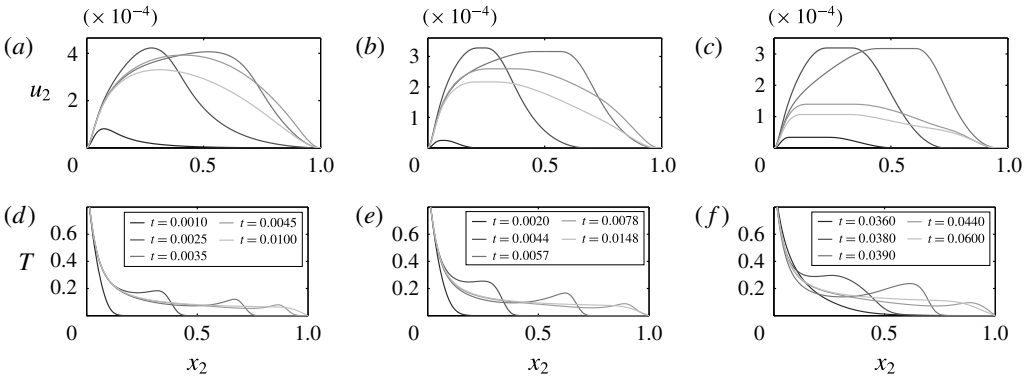 (× 10⁻⁴) (× 10⁻⁴) (× 10⁻⁴)
(a) (b) (c)
u₂
4 2 0 0.5 1.0
3 2 1 0 0.5 1.0
3 2 1 0 0.5 1.0
(d) (e) (f)
T
0.6 0.4 0.2 0 0.5 1.0
t = 0.0010 t = 0.0045
t = 0.0025 t = 0.0100
t = 0.0035
0.6 0.4 0.2 0 0.5 1.0
t = 0.0020 t = 0.0078
t = 0.0044 t = 0.0148
t = 0.0057
0.6 0.4 0.2 0 0.5 1.0
t = 0.0360 t = 0.0440
t = 0.0380 t = 0.0600
t = 0.0390
x₂ x₂ x₂